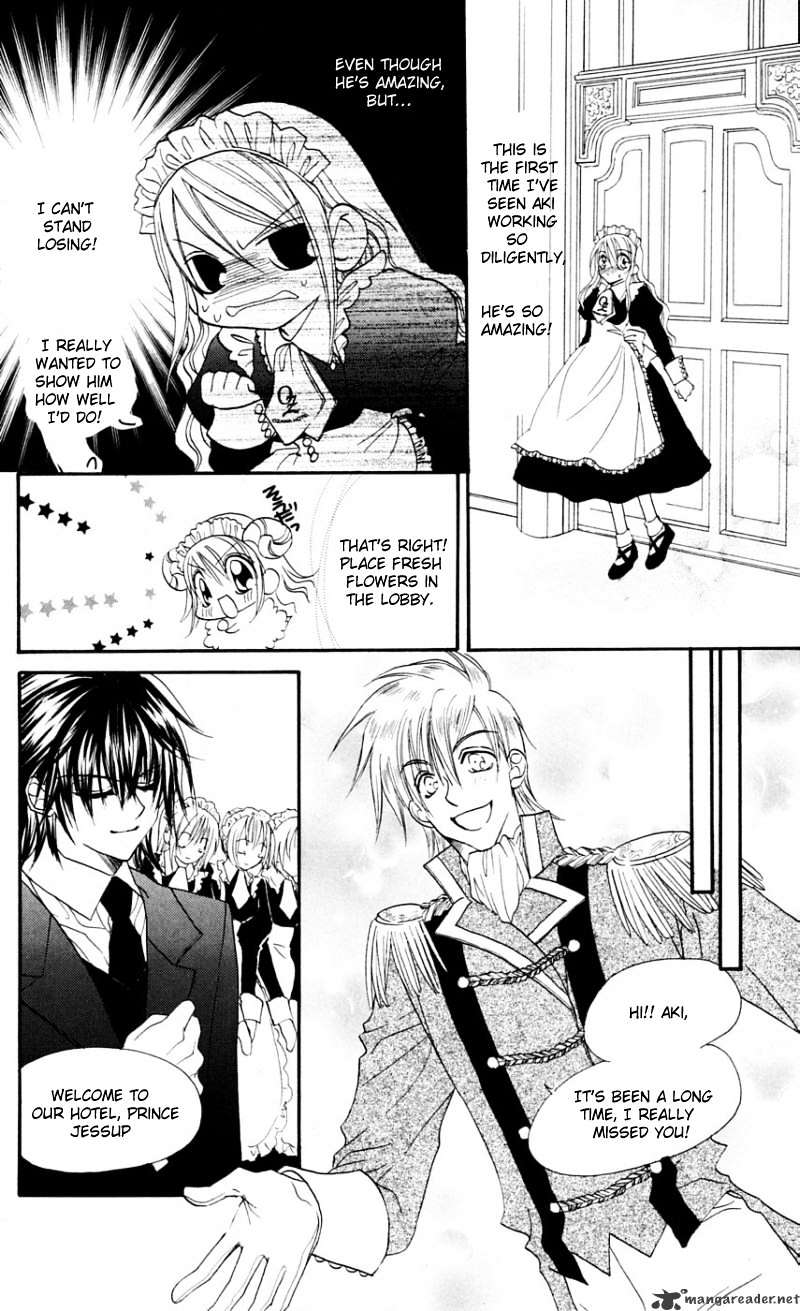 THIS IS
THE FIRST
TIME I'VE
SEEN AKI
WORKING
SO
DILIGENTLY,
HE'S SO
AMAZING!
EVEN THOUGH
HE'S AMAZING,
BUT...
I CAN'T
STAND
LOSING!
I REALLY
WANTED TO
SHOW HIM
HOW WELL
I'D DO!
THAT'S RIGHT!
PLACE FRESH
FLOWERS IN
THE LOBBY.
HI!! AKI,
IT'S BEEN A LONG
TIME, I REALLY
MISSED YOU!
WELCOME TO
OUR HOTEL, PRINCE
JESSUP
mangareader.net